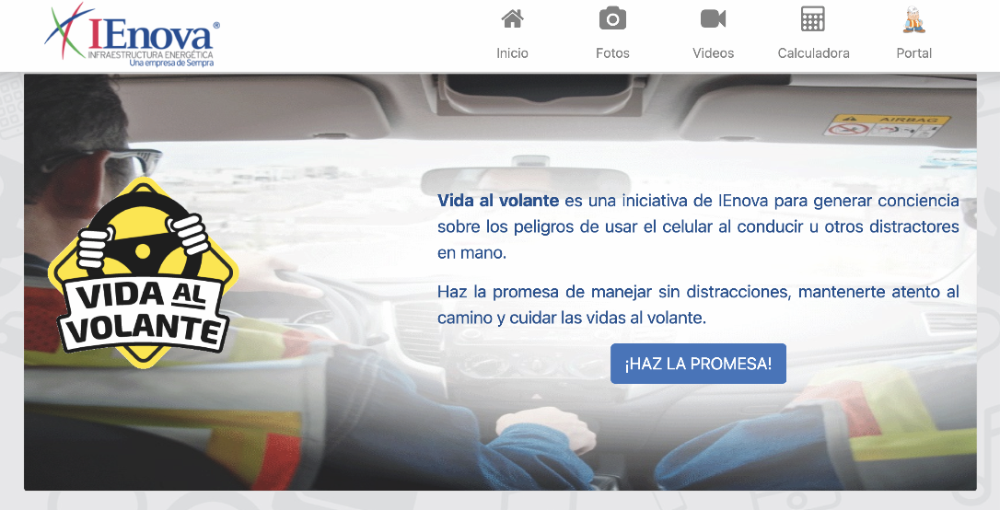 IEnova®
INFRAESTRUCTURA ENERGÉTICA
Una empresa de Sempra
Inicio
Fotos
Videos
Calculadora
Portal
AIRBAG
VIDA AL
VOLANTE
Vida al volante es una iniciativa de IEnova para generar conciencia
sobre los peligros de usar el celular al conducir u otros distractores
en mano.
Haz la promesa de manejar sin distracciones, mantenerte atento al
camino y cuidar las vidas al volante.
¡HAZ LA PROMESA!